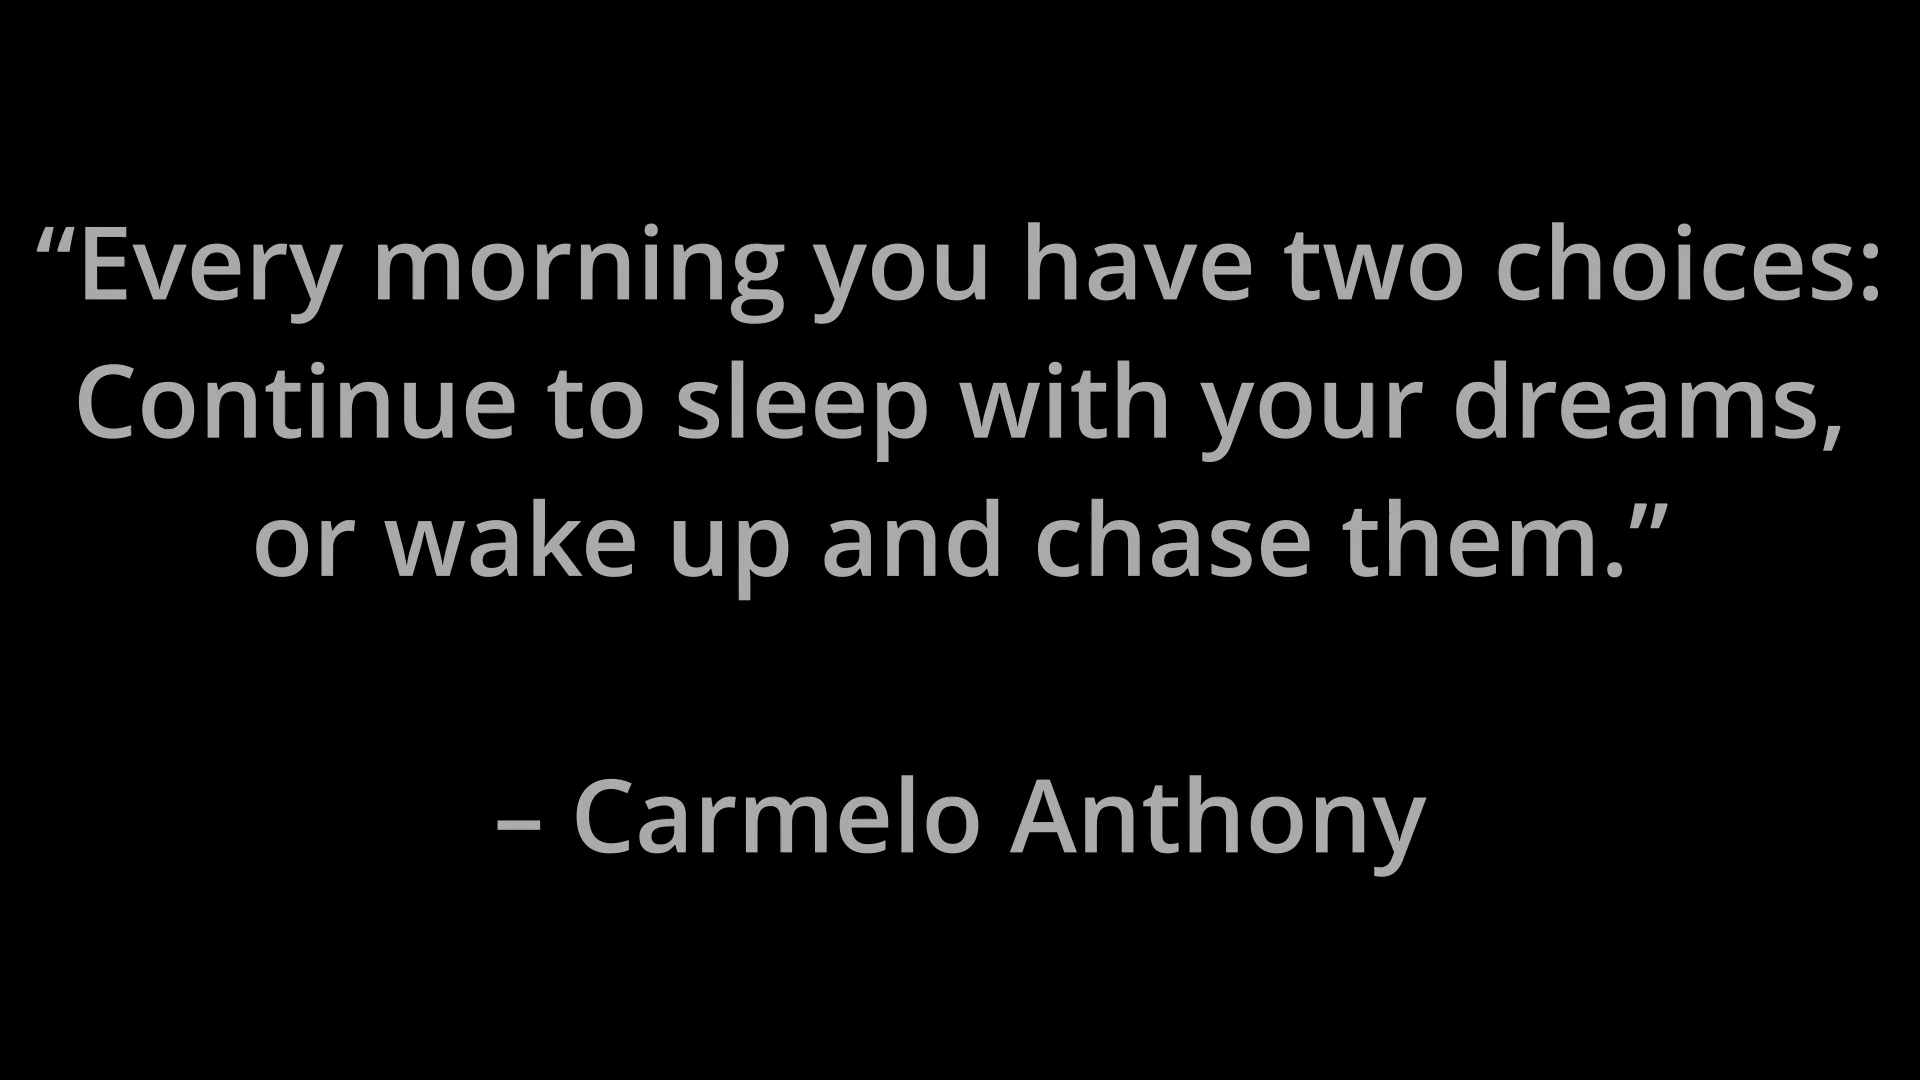 “Every morning you have two choices:
Continue to sleep with your dreams,
or wake up and chase them.”
– Carmelo Anthony